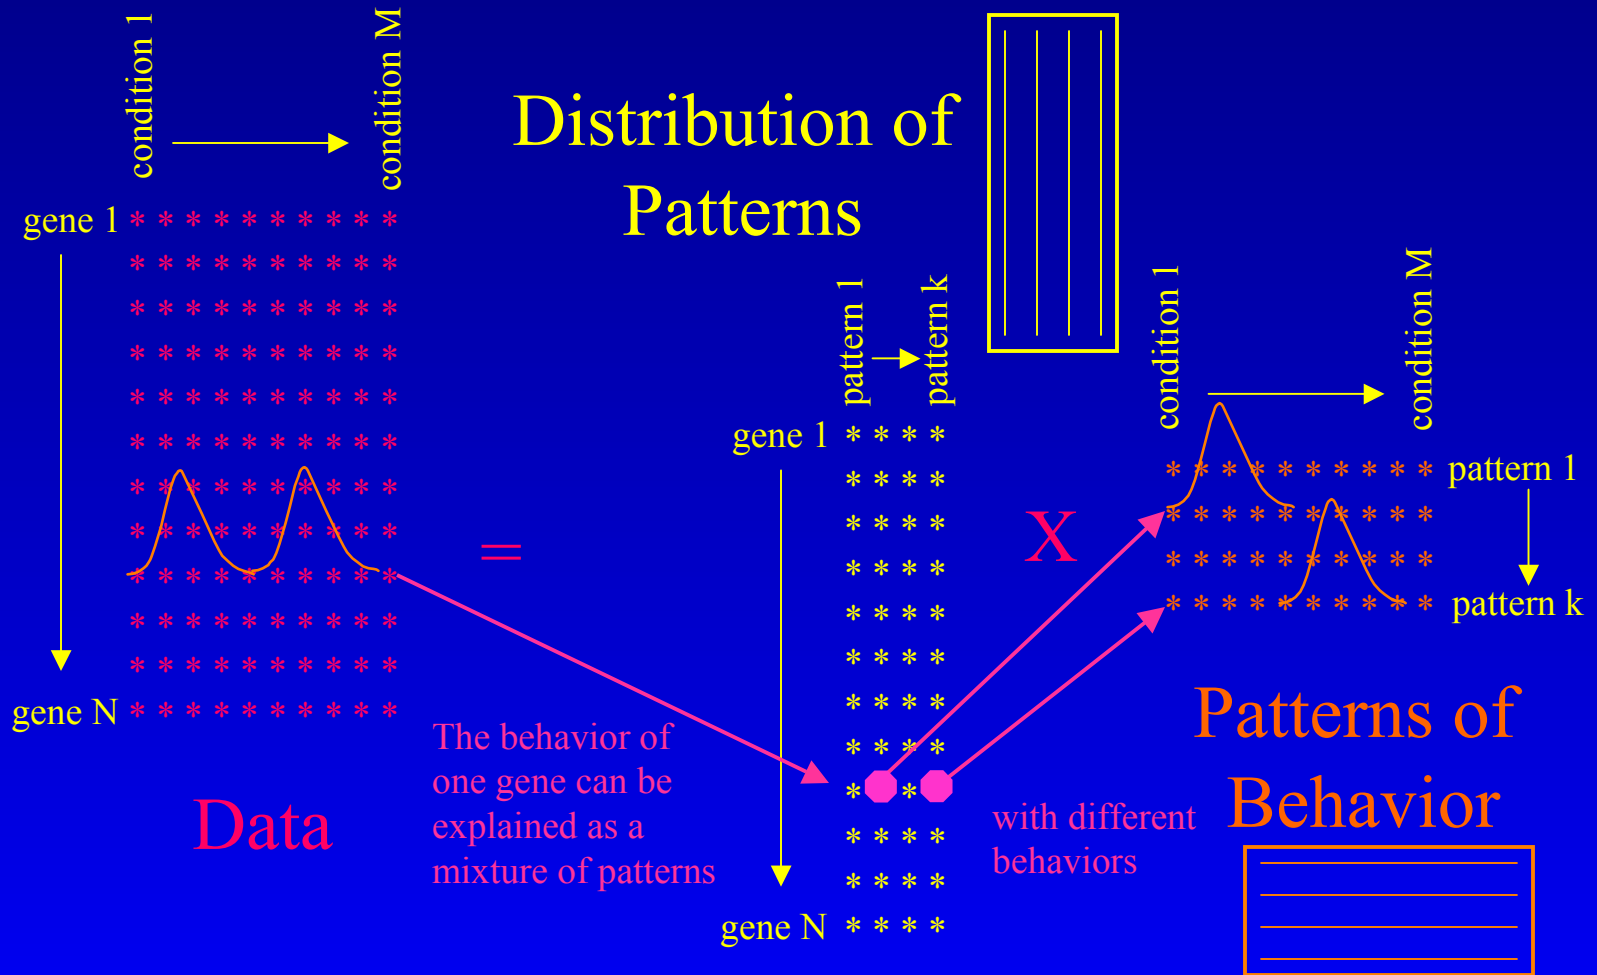 condition 1
condition M
Distribution of
Patterns
gene 1
* * * * * * * * * *
* * * * * * * * * *
* * * * * * * * * *
* * * * * * * * * *
* * * * * * * * * *
* * * * * * * * * *
* * * * * * * * * *
* * * * * * * * * *
* * * * * * * * * *
* * * * * * * * * *
* * * * * * * * * *
* * * * * * * * * *
gene N
Data
=
The behavior of
one gene can be
explained as a
mixture of patterns
pattern 1
pattern k
gene 1
* * * *
* * * *
* * * *
* * * *
* * * *
* * * *
* * * *
* * * *
* *
* * * *
* * * *
* * * *
gene N
X
with different
behaviors
condition 1
condition M
* * * * * * * * * *
* * * * * * * * * *
* * * * * * * * * *
* * * * * * * * * *
pattern 1
pattern k
Patterns of
Behavior